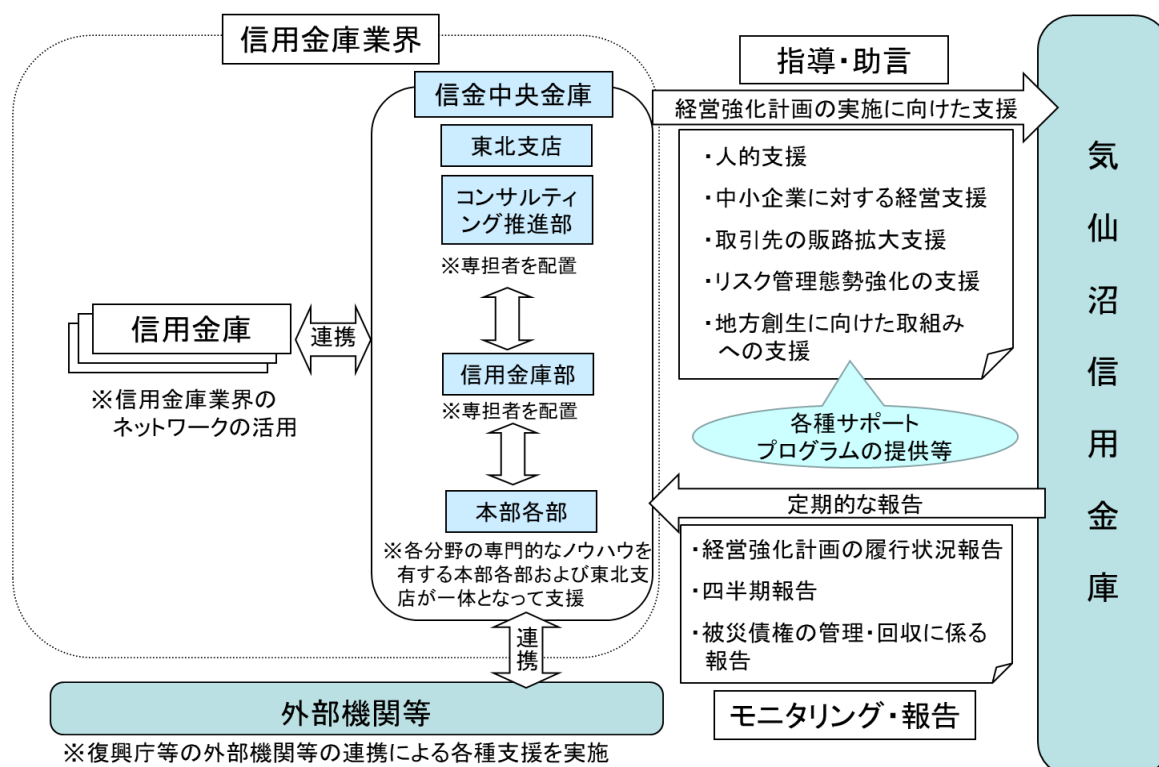 信用金庫業界
信金中央金庫
東北支店
コンサルティ
ング推進部
※専担者を配置
信用金庫部
※専担者を配置
本部各部
※各分野の専門的なノウハウを
有する本部各部および東北支
店が一体となって支援
信用金庫
連携
※信用金庫業界の
ネットワークの活用
連携
外部機関等
※復興庁等の外部機関等の連携による各種支援を実施
指導・助言
経営強化計画の実施に向けた支援
・人的支援
・中小企業に対する経営支援
・取引先の販路拡大支援
・リスク管理態勢強化の支援
・地方創生に向けた取組み
への支援
各種サポート
プログラムの提供等
定期的な報告
・経営強化計画の履行状況報告
・四半期報告
・被災債権の管理・回収に係る
報告
モニタリング・報告
気仙沼信用金庫